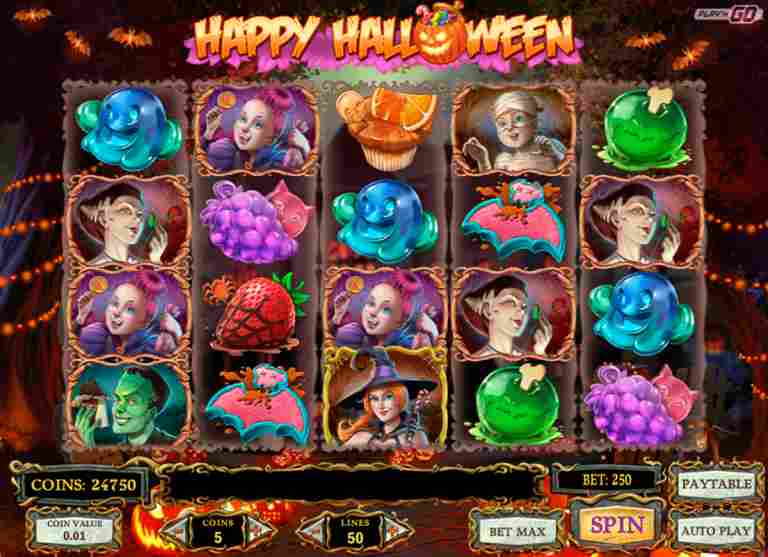 HAPPY HALLOWEEN
PLAY'N GO
COINS: 24750
BET: 250
PAYTABLE
COIN VALUE
0.01
COINS
5
LINES
50
BET MAX
SPIN
AUTO PLAY